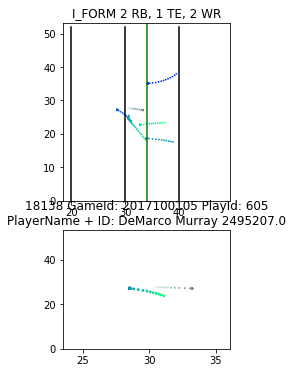 I_FORM 2 RB, 1 TE, 2 WR
50
40
30
20
10
0
20 30 40
18138 GameId: 2017100105 PlayId: 605
PlayerName + ID: DeMarco Murray 2495207.0
40
20
0
25 30 35